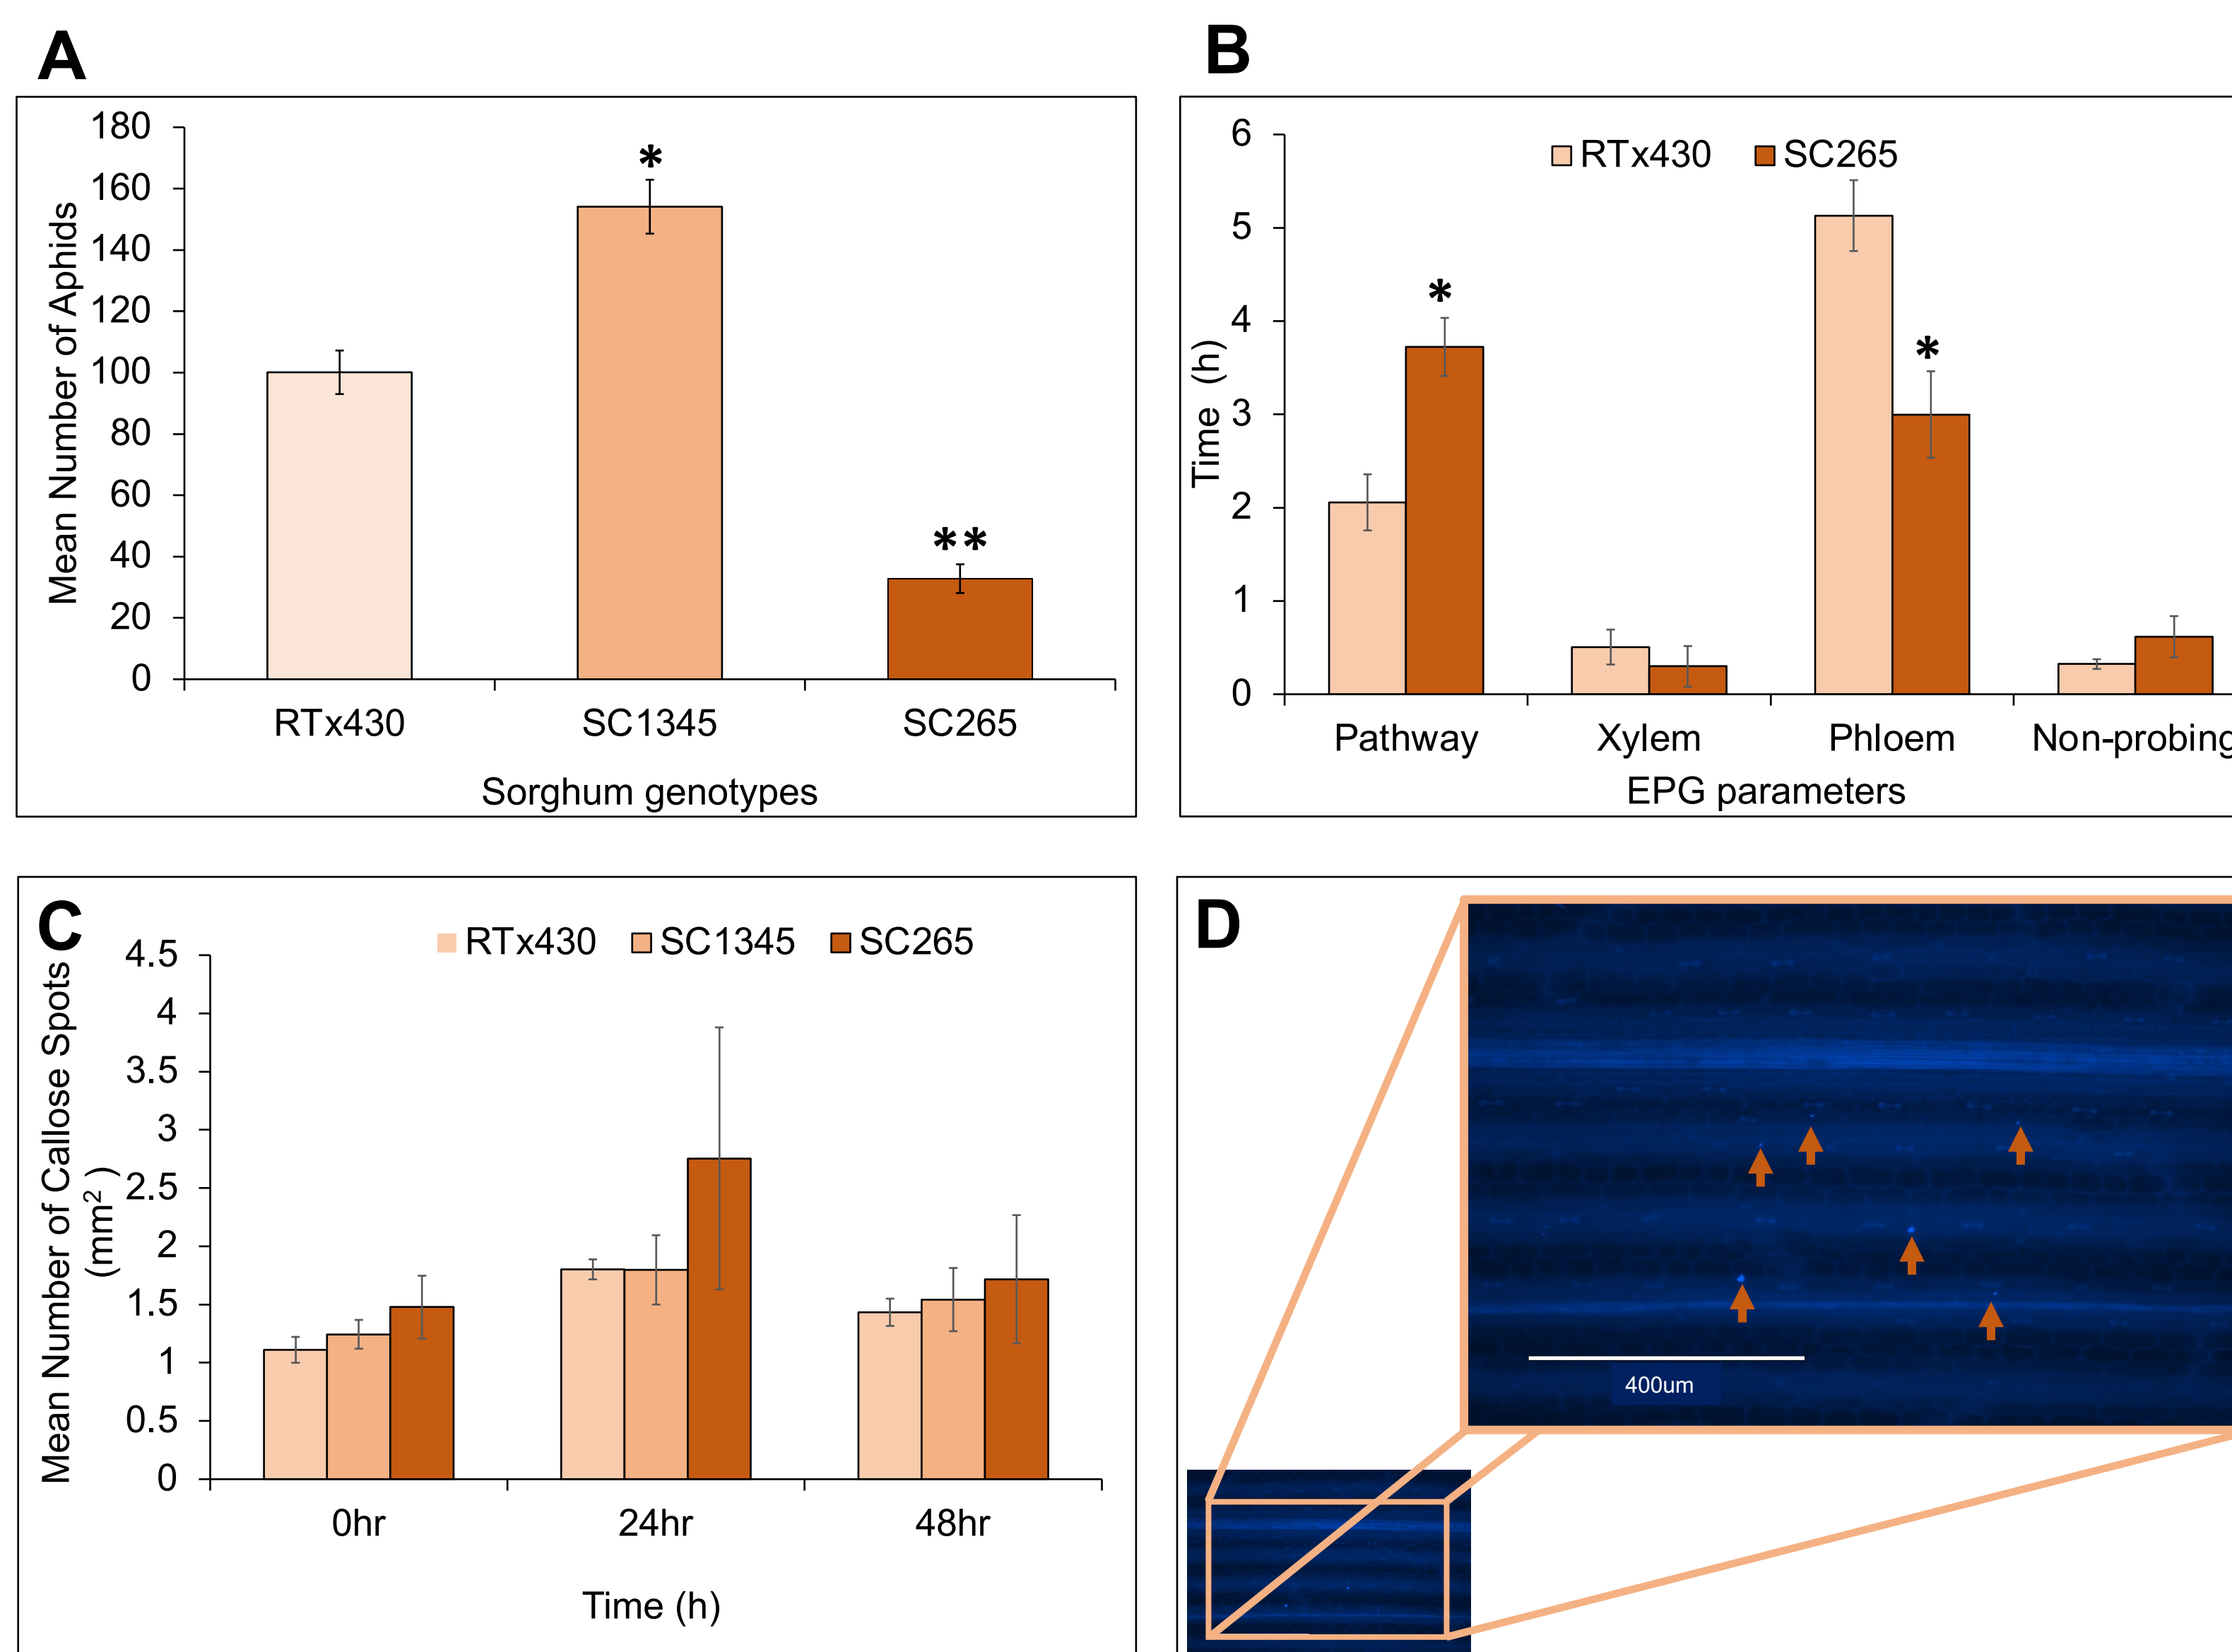 A
180
160
140
120
100
80
60
40
20
0
Mean Number of Aphids
*
**
RTx430 SC1345 SC265
Sorghum genotypes
B
6
5
4
3
2
1
0
Time (h)
RTx430 SC265
*
*
Pathway Xylem Phloem Non-probing
EPG parameters
C
4.5
4
3.5
3
2.5
2
1.5
1
0.5
0
Mean Number of Callose Spots
(mm²)
RTx430 SC1345 SC265
0hr 24hr 48hr
Time (h)
D
400um